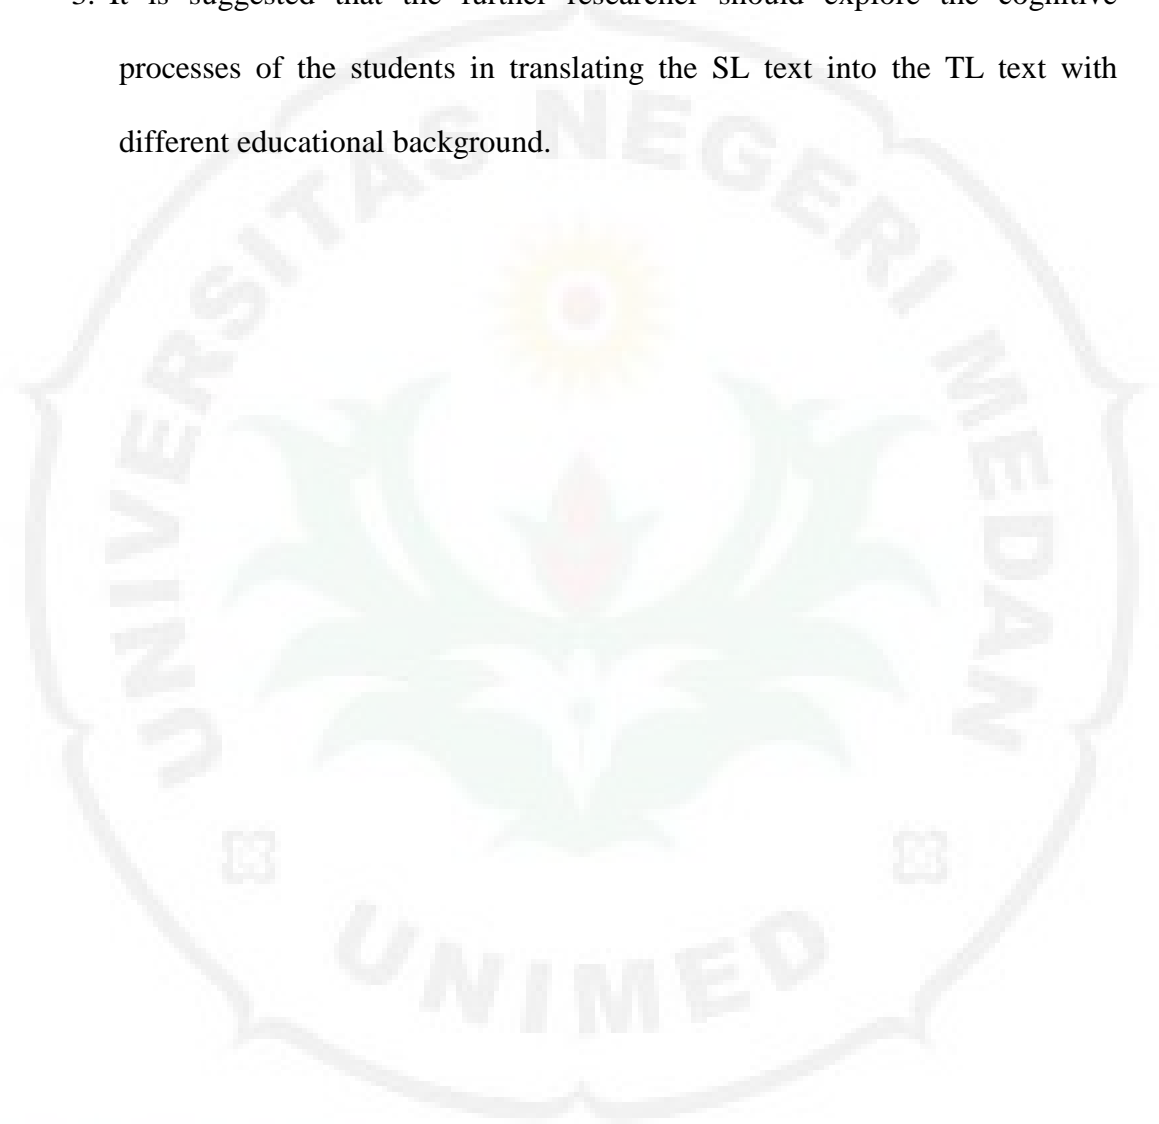 3. It is suggested that the further researcher should explore the cognitive
processes of the students in translating the SL text into the TL text with
different educational background.
UNIVERSITAS NEGERI MEDAN
UNIMED